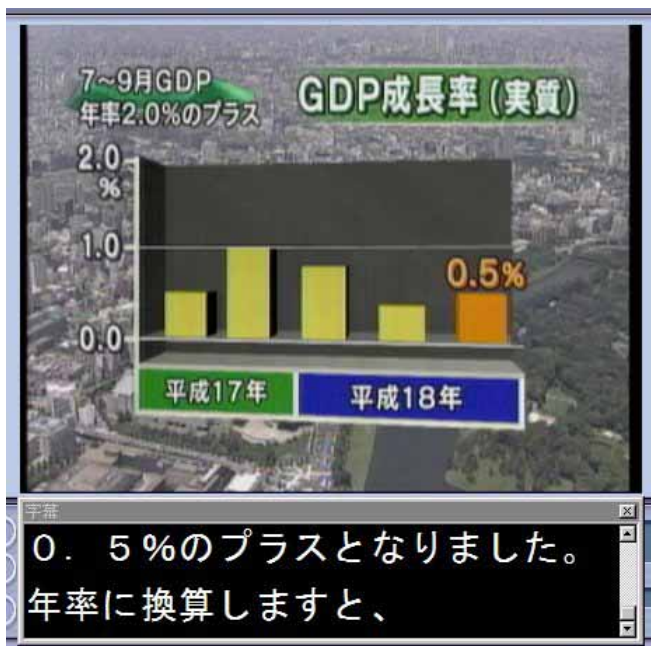 7～9月GDP
年率2.0%のプラス
GDP成長率(実質)
2.0
%
1.0
0.5%
0.0
平成17年
平成18年
字幕
０．５％のプラスとなりました。
年率に換算しますと、